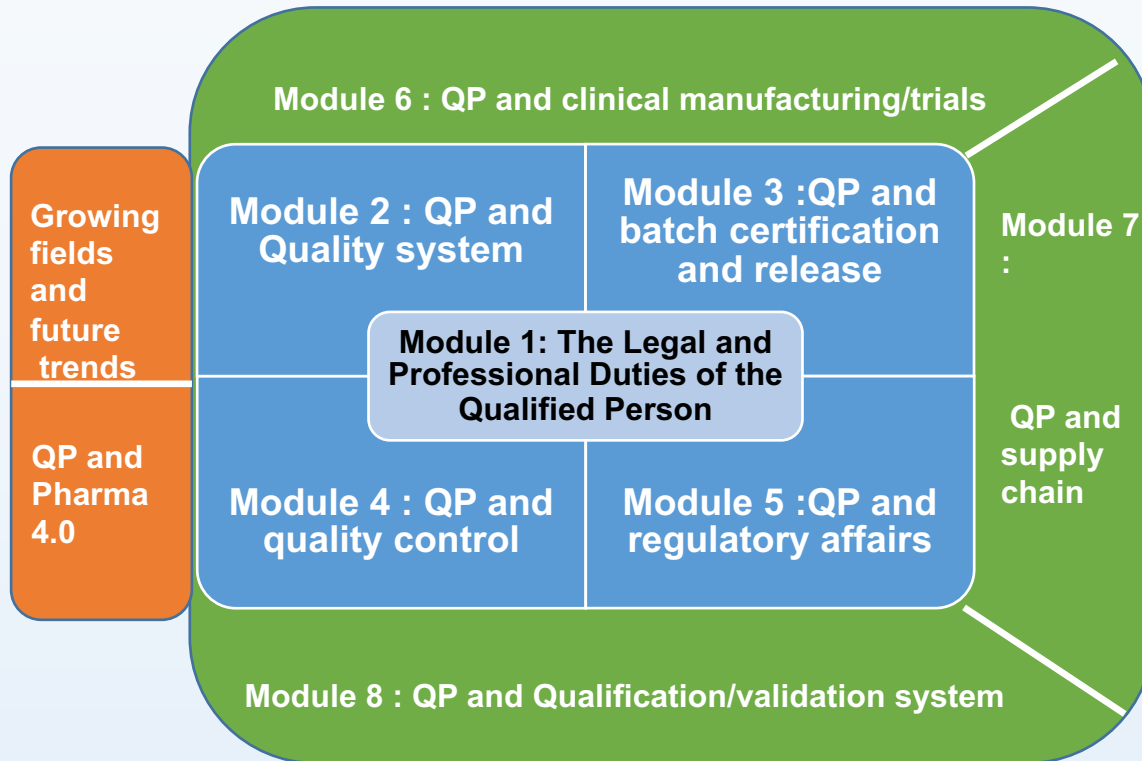 Module 6 : QP and clinical manufacturing/trials
Growing
fields
and
future
trends
QP and
Pharma
4.0
Module 2 : QP and
Quality system
Module 3 :QP and
batch certification
and release
Module 1: The Legal and
Professional Duties of the
Qualified Person
Module 4 : QP and
quality control
Module 5 :QP and
regulatory affairs
Module 7
:
QP and
supply
chain
Module 8 : QP and Qualification/validation system